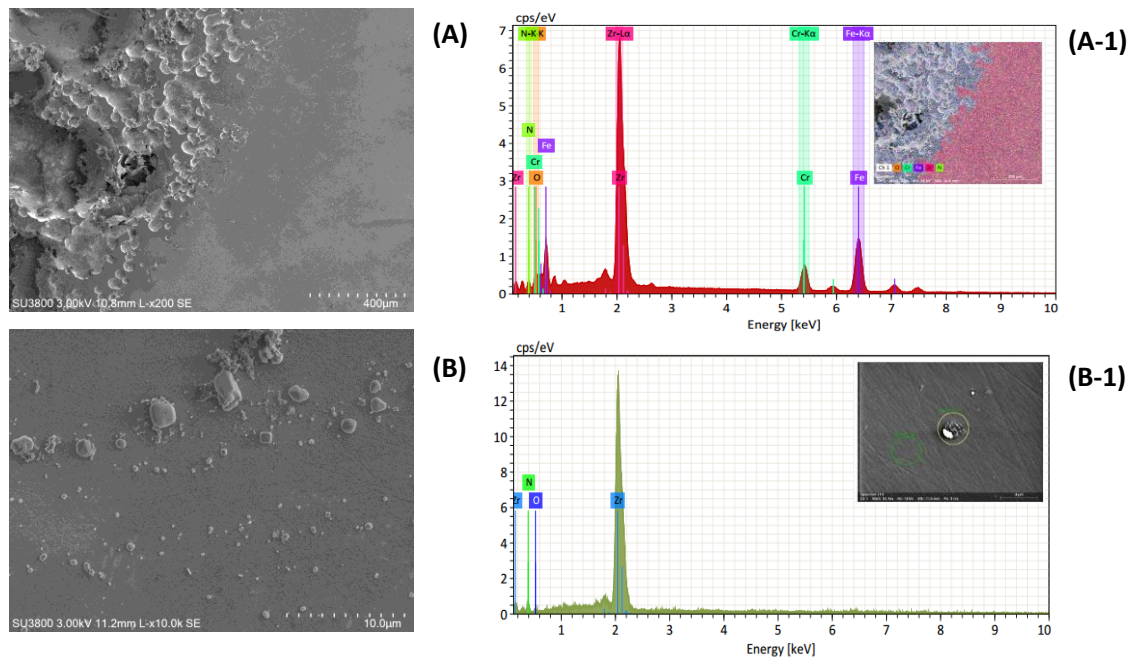 SU3800 3.00kV 10.8mm L-x200 SE
400µm
(A)
cps/eV
7
6
5
4
3
2
1
0
N-K
K
Zr-Lα
Cr-Kα
Fe-Kα
N
Fe
Cr
Zr
O
Zr
Cr
Fe
1
2
3
4
5
6
7
8
9
10
Energy [keV]
(A-1)
SU3800 3.00kV 11.2mm L-x10.0k SE
10.0µm
(B)
cps/eV
14
12
10
8
6
4
2
0
N
Zr
O
Zr
1
2
3
4
5
6
7
8
9
10
Energy [keV]
(B-1)